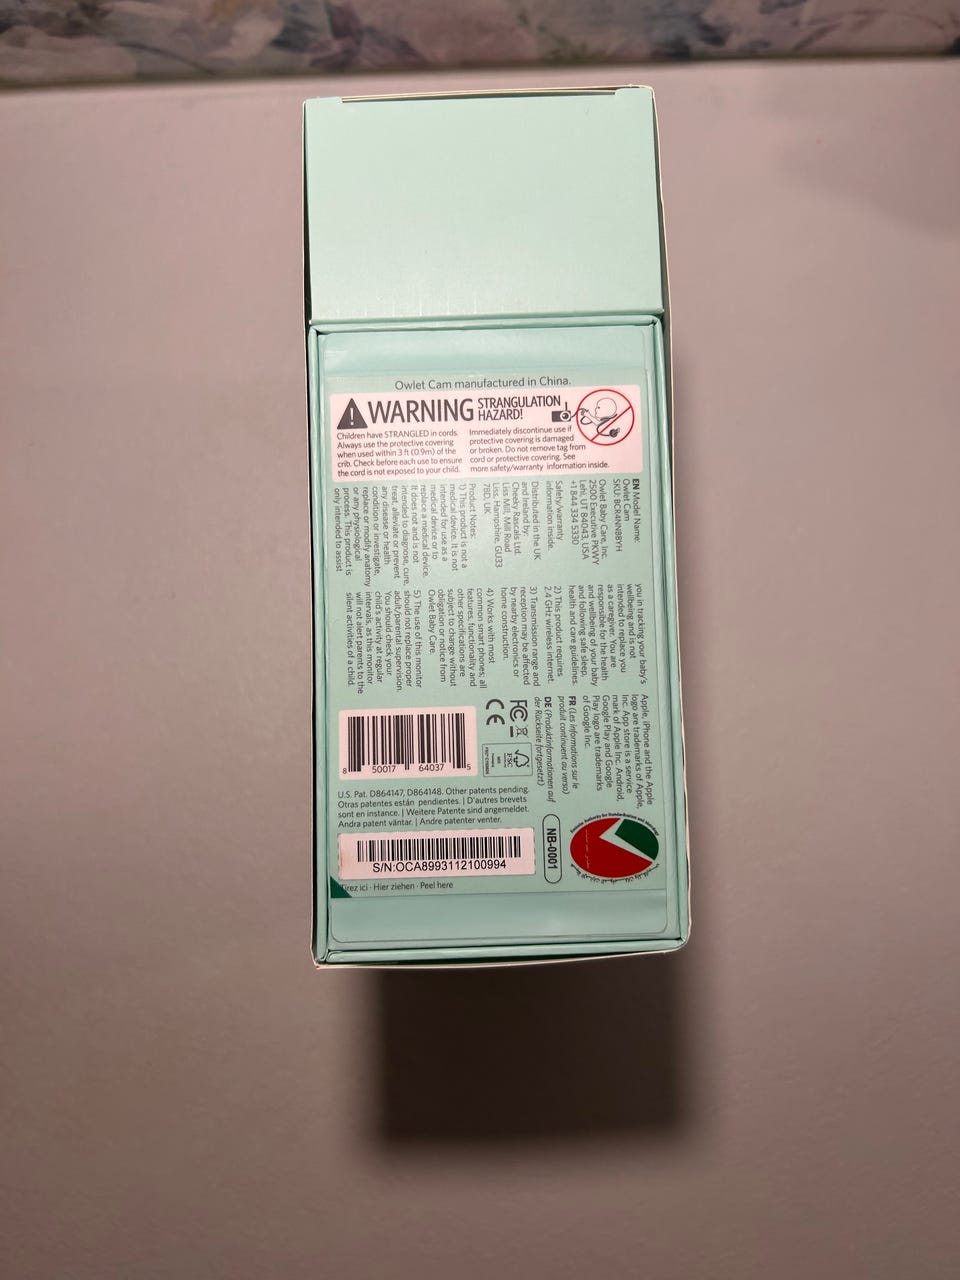 Owlet Cam manufactured in China.
WARNING STRANGULATION HAZARD!
Children have STRANGLED in cords.
Always use the protective covering
when used within 3 ft (0.9m) of the
crib. Check before each use to ensure
the cord is not exposed to your child.
Immediately discontinue use if
protective covering is damaged
or broken. Do not remove tag from
cord or protective covering. See
more safety/warranty information inside.
EN Model Name:
Owlet Cam
SKU: BCR4NNBBYH
Owlet Baby Care, Inc.
2500 Executive PKWY
Lehi, UT 84043, USA
+1 844 334 5330
Safety/warranty
information inside.
Distributed in the UK
and Ireland by:
Cheeky Rascals Ltd.
Liss Mill, Mill Road
Liss, Hampshire, GU33
7BD, UK
Product Notes:
1) This product is not a
medical device. It is not
intended for use as a
medical device or to
replace a medical device.
It does not and is not
intended to diagnose, cure,
treat, alleviate or prevent
any disease or health
condition or investigate,
replace or modify anatomy
or any physiological
process. This product is
only intended to assist
you in tracking your baby's
wellbeing and is not
intended to replace you
as a caregiver. You are
responsible for the health
and wellbeing of your baby
and following safe sleep,
health and care guidelines.
2) This product requires
2.4 GHz wireless internet.
3) Transmission range and
reception may be affected
by nearby electronics or
home construction.
4) Works with most
common smart phones; all
features, functionality and
other specifications are
subject to change without
obligation or notice from
Owlet Baby Care.
5) The use of this monitor
should not replace proper
adult/parental supervision.
You should check your
child's activity at regular
intervals, as this monitor
will not alert parents to the
silent activities of a child.
Apple, iPhone and the Apple
logo are trademarks of Apple,
Inc. App store is a service
mark of Apple Inc. Android,
Google Play and Google
Play logo are trademarks
of Google Inc.
FR (Les informations sur le
produit continuent au verso)
DE (Produktinformationen auf
der Rückseite fortgesetzt)
FC
CE
FSC
MIX
8 50017 64037 5
U.S. Pat. D864147, D864148. Other patents pending.
Otras patentes están pendientes. | D'autres brevets
sont en instance. | Weitere Patente sind angemeldet.
Andra patent väntar. | Andre patenter venter.
NB-0001
Emirates Authority for Standardization and Metrology
S/N:OCA8993112100994
Tirez ici · Hier ziehen · Peel here